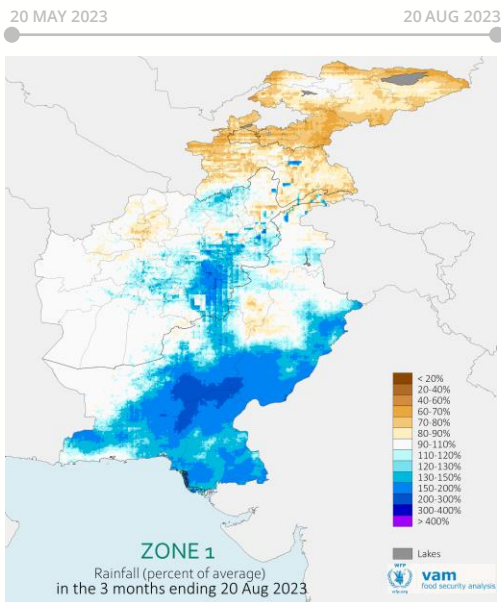 20 MAY 2023 20 AUG 2023
< 20%
20-40%
40-60%
60-70%
70-80%
80-90%
90-110%
110-120%
120-130%
130-150%
150-200%
200-300%
300-400%
> 400%
Lakes
ZONE 1
Rainfall (percent of average)
in the 3 months ending 20 Aug 2023
WFP
wfp.org
vam
food security analysis